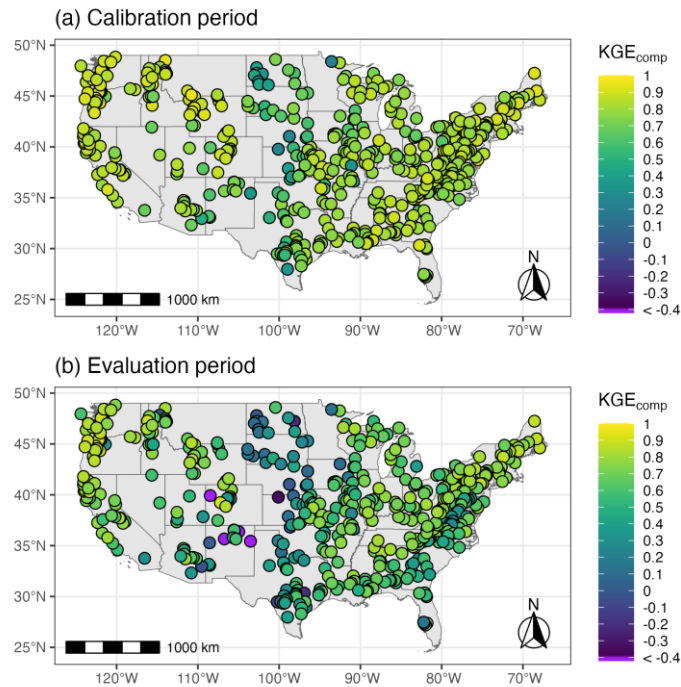 (a) Calibration period
50°N
45°N
40°N
35°N
30°N
25°N
N
1000 km
120°W 110°W 100°W 90°W 80°W 70°W
KGEcomp
1
0.9
0.8
0.7
0.6
0.5
0.4
0.3
0.2
0.1
0
-0.1
-0.2
-0.3
< -0.4
(b) Evaluation period
50°N
45°N
40°N
35°N
30°N
25°N
N
1000 km
120°W 110°W 100°W 90°W 80°W 70°W
KGEcomp
1
0.9
0.8
0.7
0.6
0.5
0.4
0.3
0.2
0.1
0
-0.1
-0.2
-0.3
< -0.4